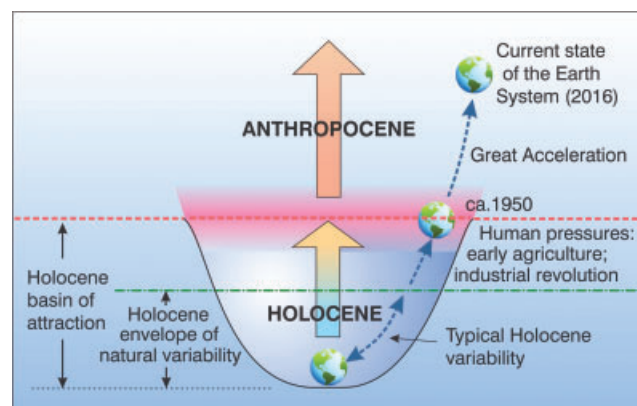 Current state
of the Earth
System (2016)
ANTHROPOCENE
Great Acceleration
ca.1950
Human pressures:
early agriculture;
industrial revolution
Holocene
basin of
attraction
Holocene
envelope of
natural variability
HOLOCENE
Typical Holocene
variability